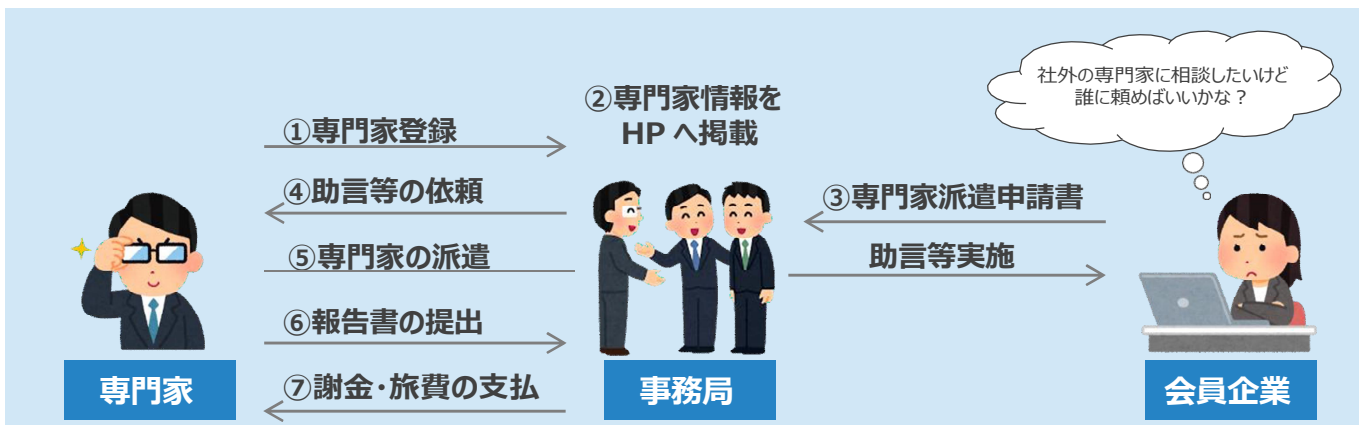 社外の専門家に相談したいけど
誰に頼めばいいかな？
②専門家情報を
HP へ掲載
①専門家登録
④助言等の依頼
③専門家派遣申請書
⑤専門家の派遣
助言等実施
⑥報告書の提出
⑦謝金・旅費の支払
専門家
事務局
会員企業